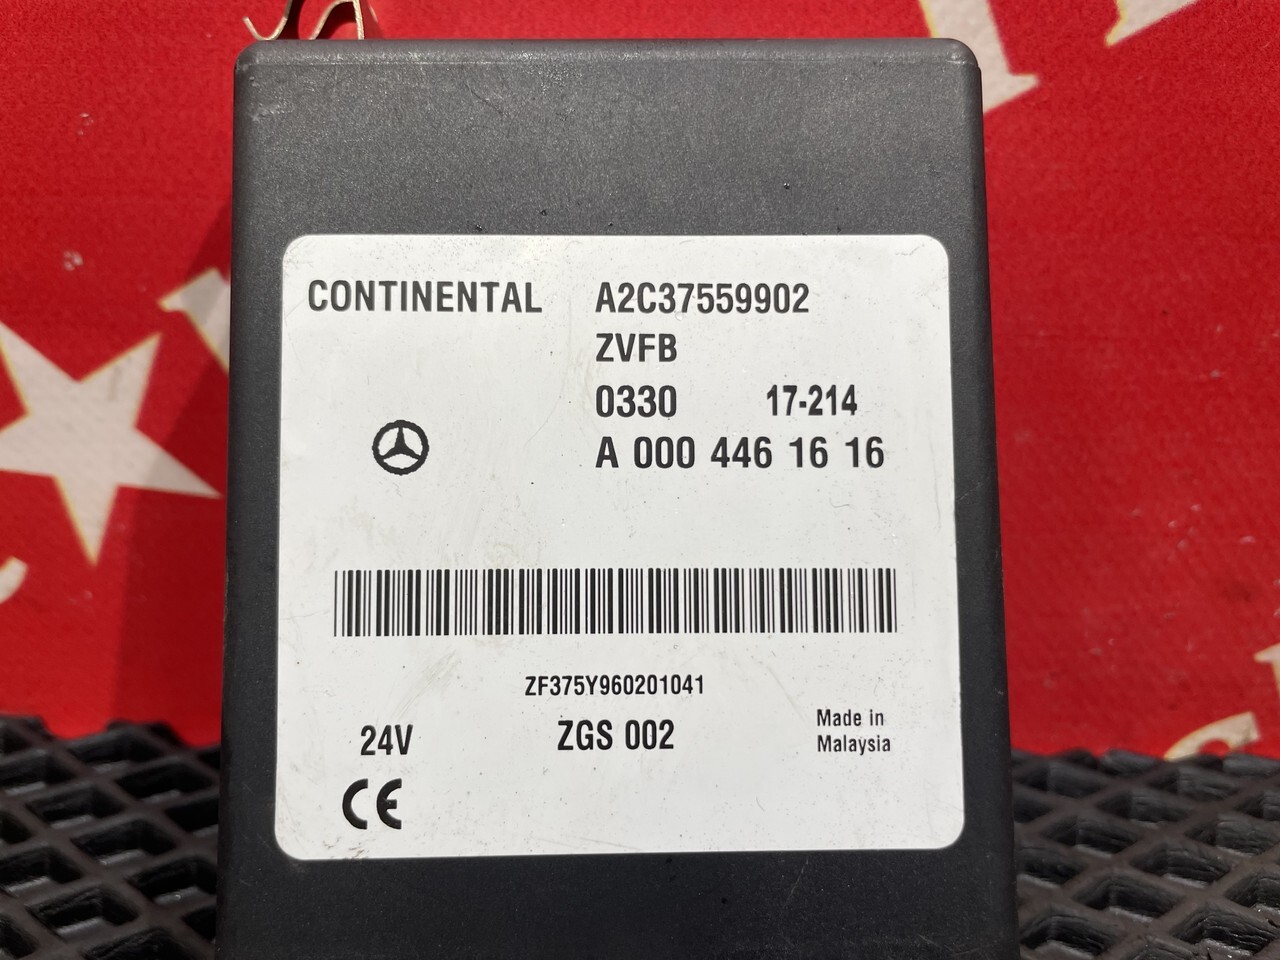 CONTINENTAL A2C37559902
ZVFB
0330 17-214
A 000 446 16 16
ZF375Y960201041
24V ZGS 002 Made in
Malaysia
CE